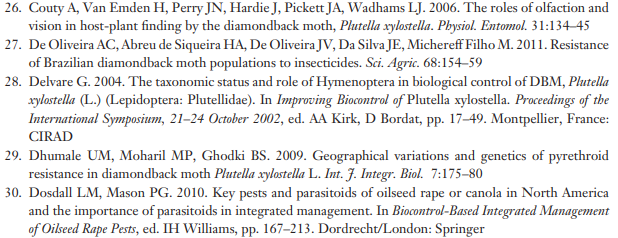 26. Couty A, Van Emden H, Perry JN, Hardie J, Pickett JA, Wadhams LJ. 2006. The roles of olfaction and
vision in host-plant finding by the diamondback moth, Plutella xylostella. Physiol. Entomol. 31:134–45
27. De Oliveira AC, Abreu de Siqueira HA, De Oliveira JV, Da Silva JE, Michereff Filho M. 2011. Resistance
of Brazilian diamondback moth populations to insecticides. Sci. Agric. 68:154–59
28. Delvare G. 2004. The taxonomic status and role of Hymenoptera in biological control of DBM, Plutella
xylostella (L.) (Lepidoptera: Plutellidae). In Improving Biocontrol of Plutella xylostella. Proceedings of the
International Symposium, 21–24 October 2002, ed. AA Kirk, D Bordat, pp. 17–49. Montpellier, France:
CIRAD
29. Dhumale UM, Moharil MP, Ghodki BS. 2009. Geographical variations and genetics of pyrethroid
resistance in diamondback moth Plutella xylostella L. Int. J. Integr. Biol. 7:175–80
30. Dosdall LM, Mason PG. 2010. Key pests and parasitoids of oilseed rape or canola in North America
and the importance of parasitoids in integrated management. In Biocontrol-Based Integrated Management
of Oilseed Rape Pests, ed. IH Williams, pp. 167–213. Dordrecht/London: Springer